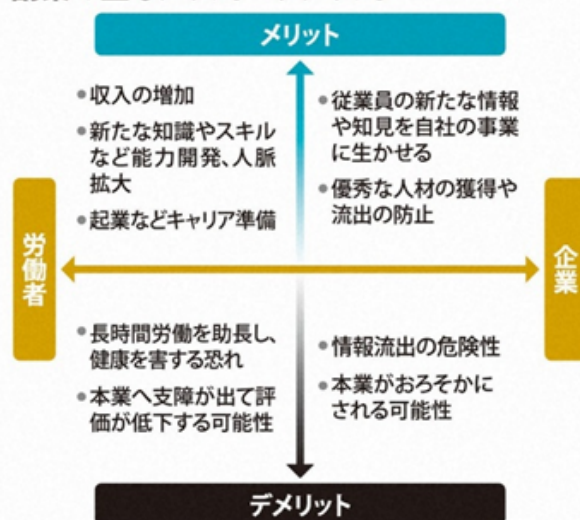 メリット
●収入の増加
●新たな知識やスキル
など能力開発、人脈
拡大
●起業などキャリア準備
●従業員の新たな情報
や知見を自社の事業
に生かせる
●優秀な人材の獲得や
流出の防止
労働者
企業
●長時間労働を助長し、
健康を害する恐れ
●本業へ支障が出て評
価が低下する可能性
●情報流出の危険性
●本業がおろそかに
される可能性
デメリット